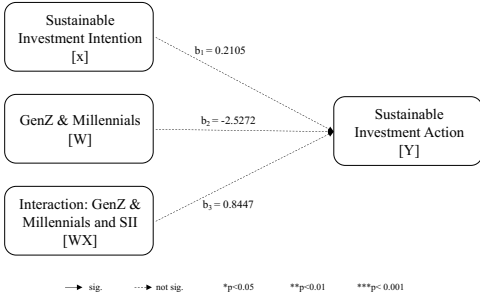 Sustainable
Investment Intention
[x]
b₁ = 0.2105
GenZ & Millennials
[W]
b₂ = -2.5272
Sustainable
Investment Action
[Y]
Interaction: GenZ &
Millennials and SII
[WX]
b₃ = 0.8447
sig. not sig. *p<0.05 **p<0.01 ***p< 0.001